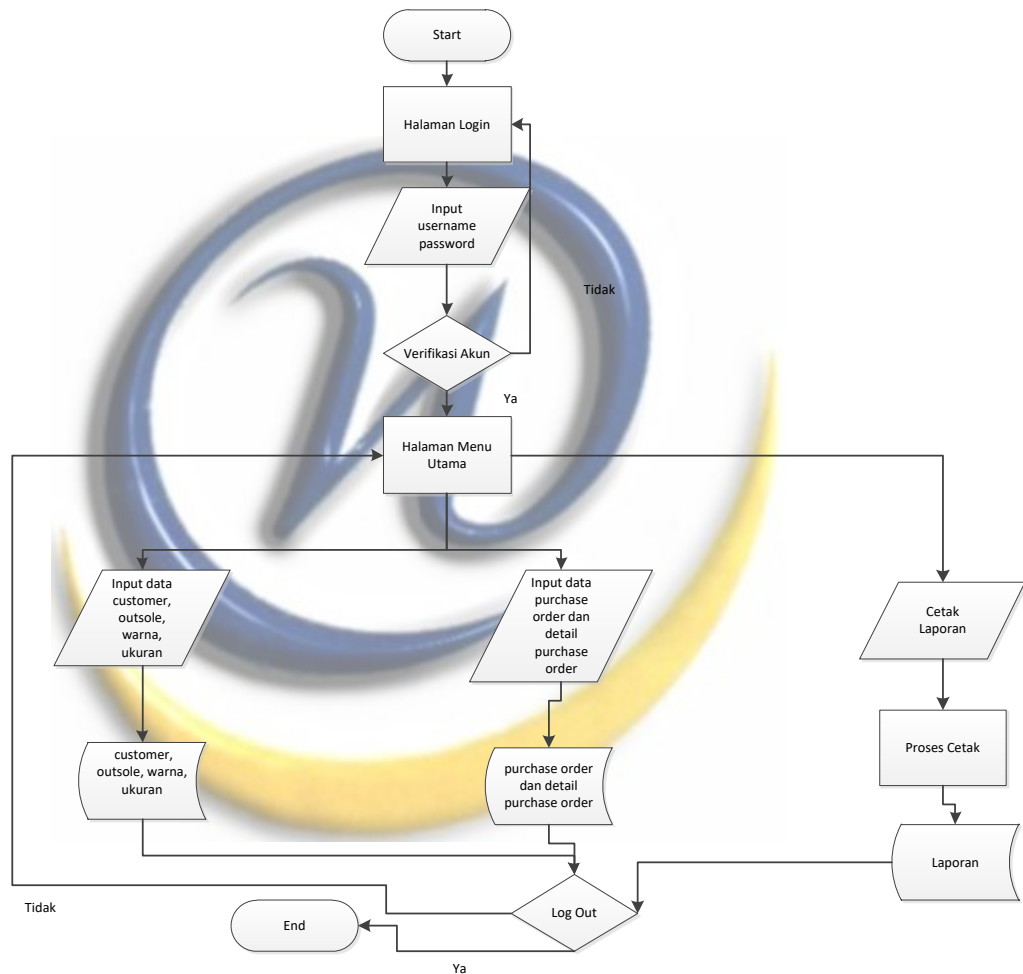 Start
Halaman Login
Input
username
password
Tidak
Verifikasi Akun
Ya
Halaman Menu
Utama
Input data
customer,
outsole,
warna,
ukuran
Input data
purchase
order dan
detail
purchase
order
Cetak
Laporan
customer,
outsole, warna,
ukuran
purchase order
dan detail
purchase order
Proses Cetak
Laporan
Log Out
Tidak
End
Ya